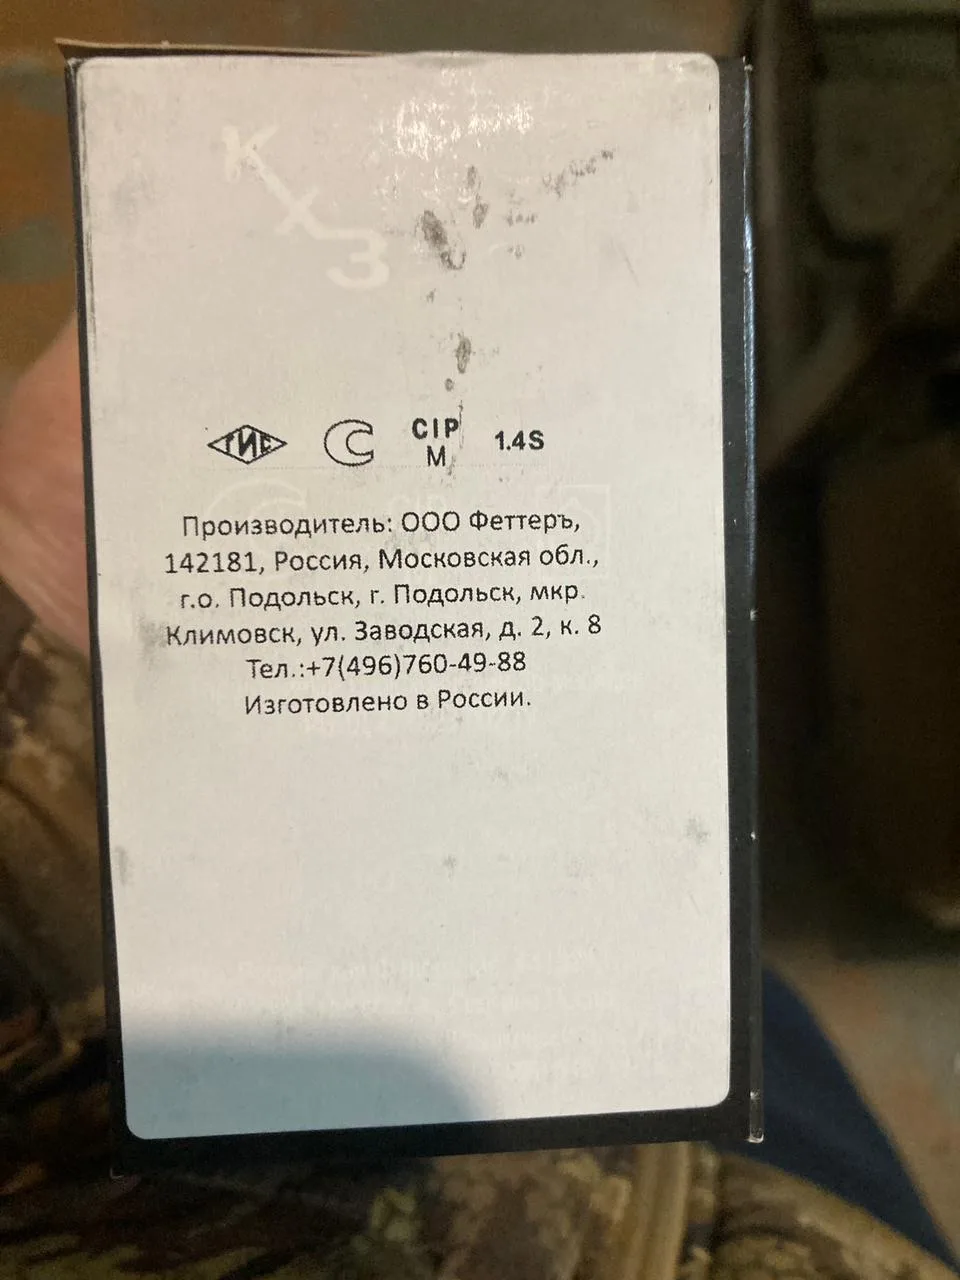 К
Х
З
ТИС
С
CIP
М
1.4S
Производитель: ООО Феттеръ,
142181, Россия, Московская обл.,
г.о. Подольск, г. Подольск, мкр.
Климовск, ул. Заводская, д. 2, к. 8
Тел.:+7(496)760-49-88
Изготовлено в России.